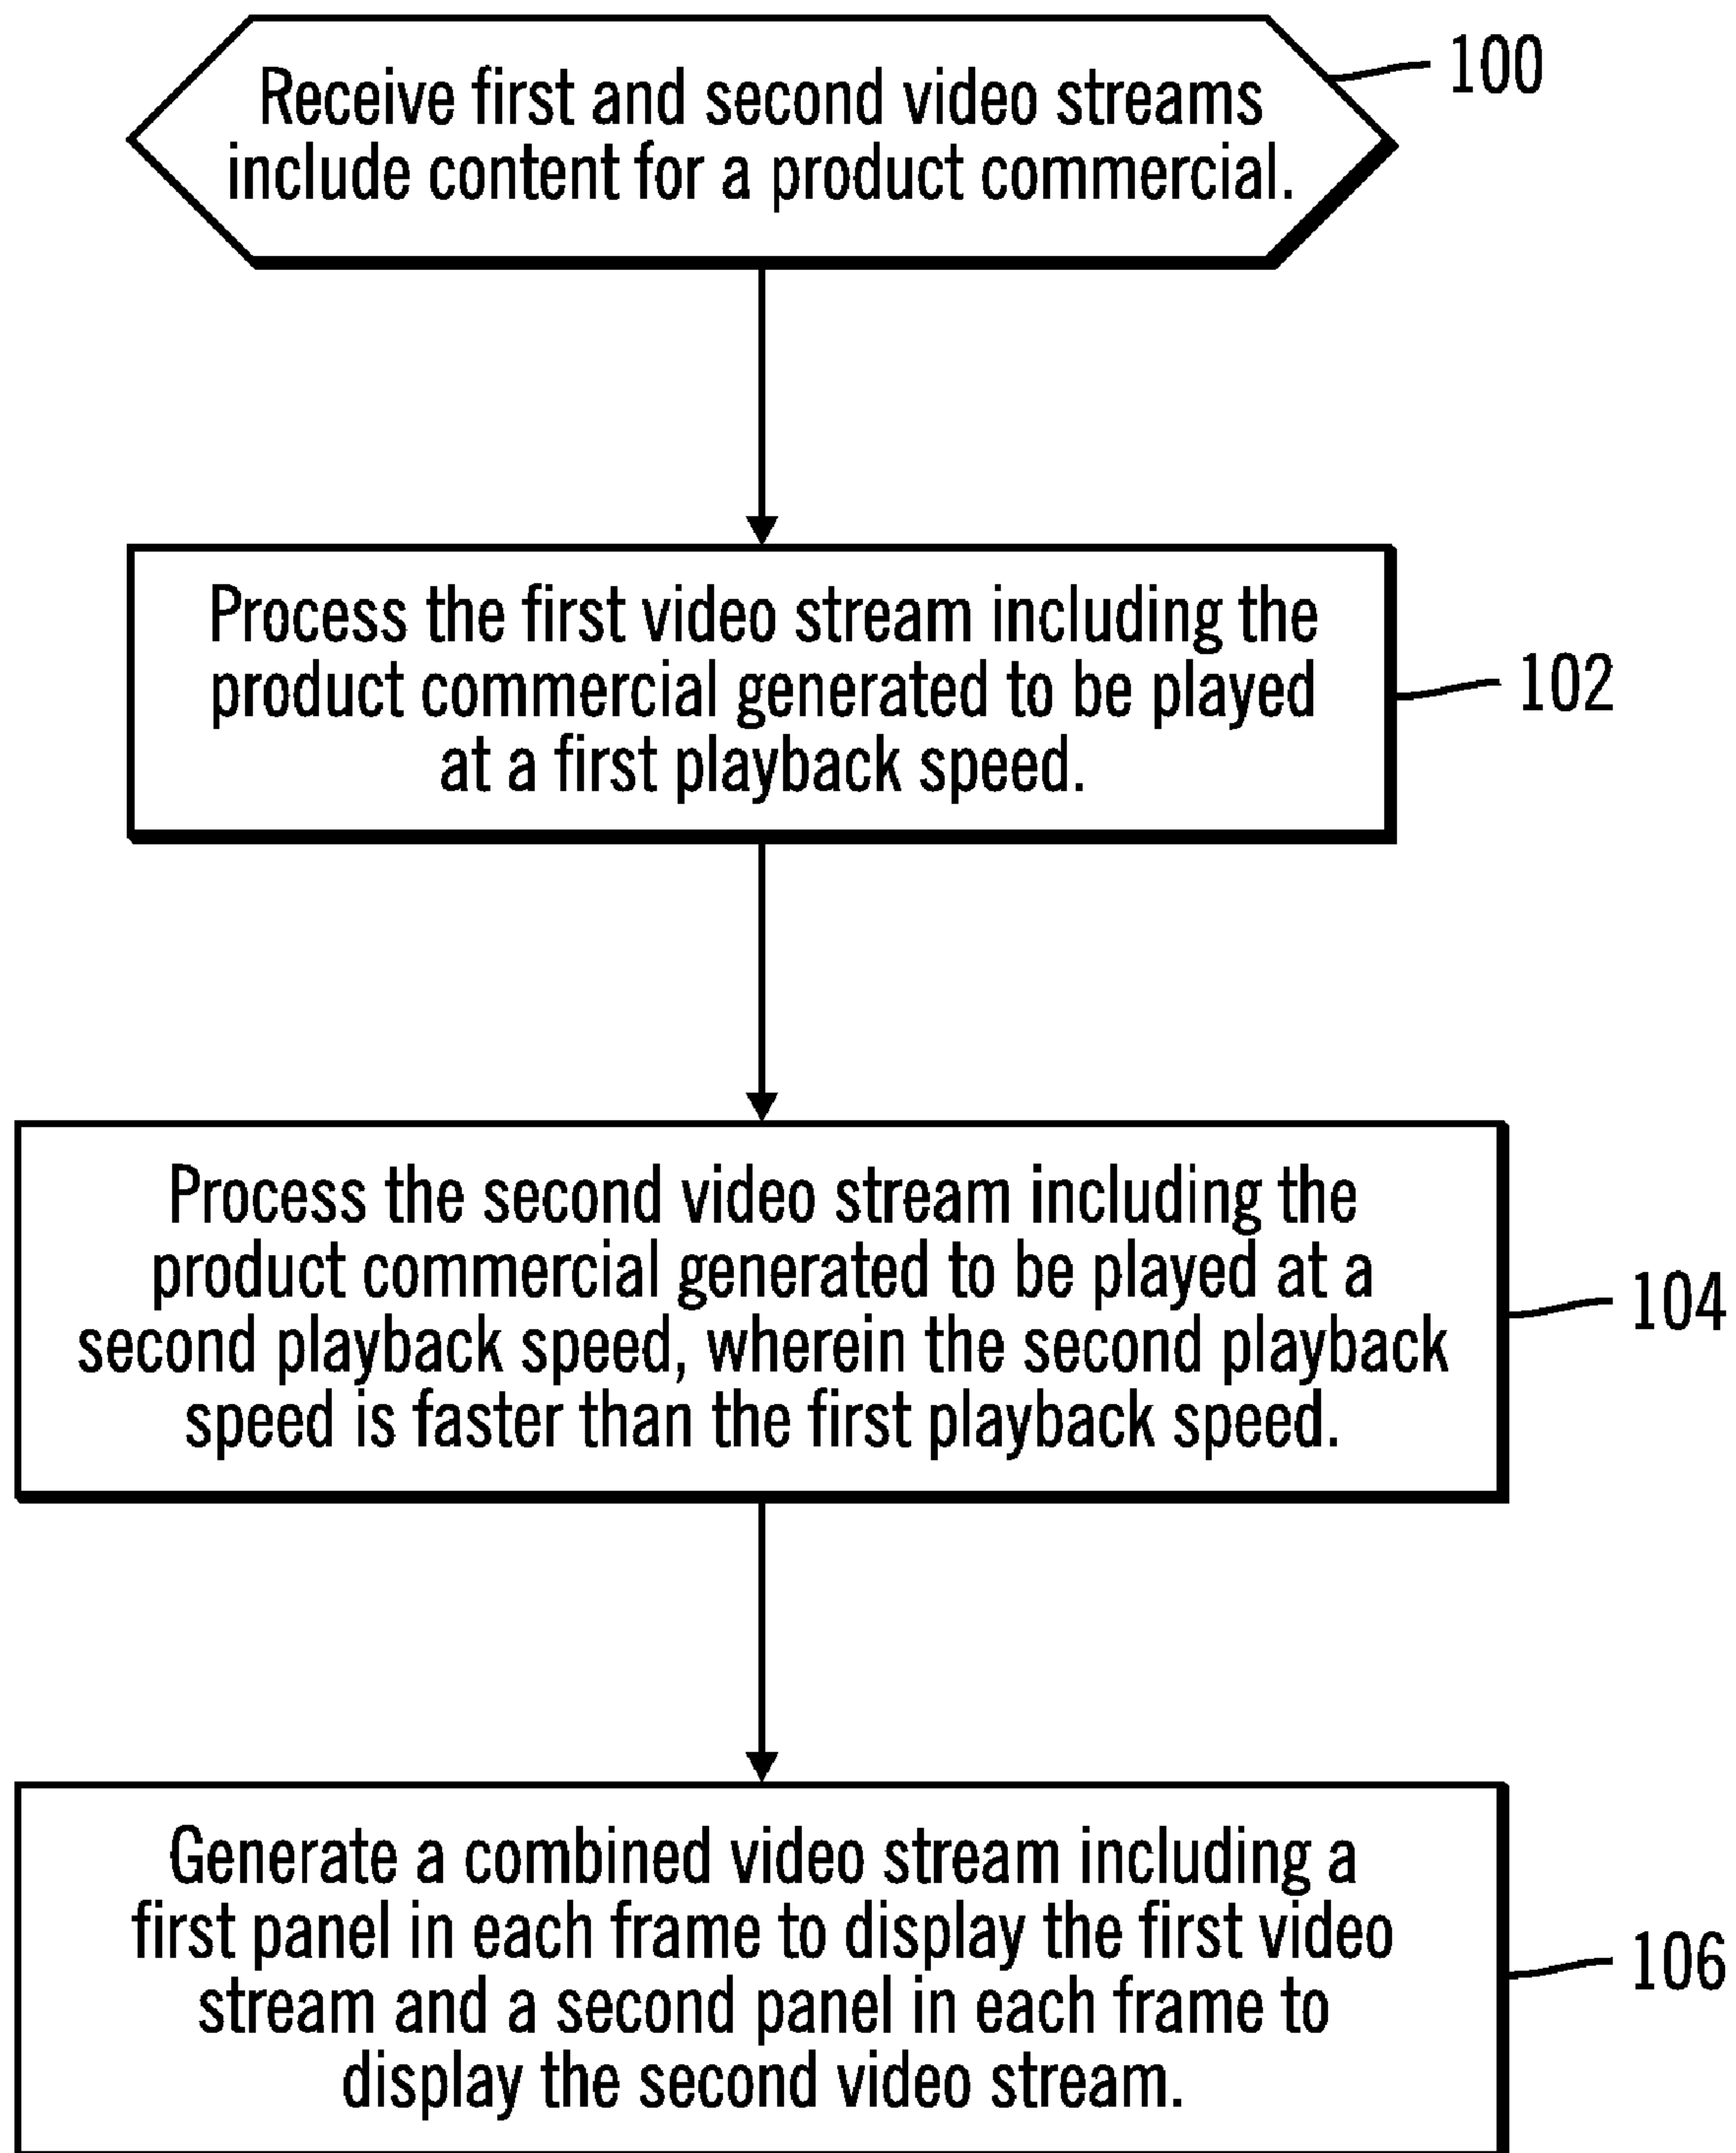 Receive first and second video streams
include content for a product commercial.
100
Process the first video stream including the
product commercial generated to be played
at a first playback speed.
102
Process the second video stream including the
product commercial generated to be played at a
second playback speed, wherein the second playback
speed is faster than the first playback speed.
104
Generate a combined video stream including a
first panel in each frame to display the first video
stream and a second panel in each frame to
display the second video stream.
106